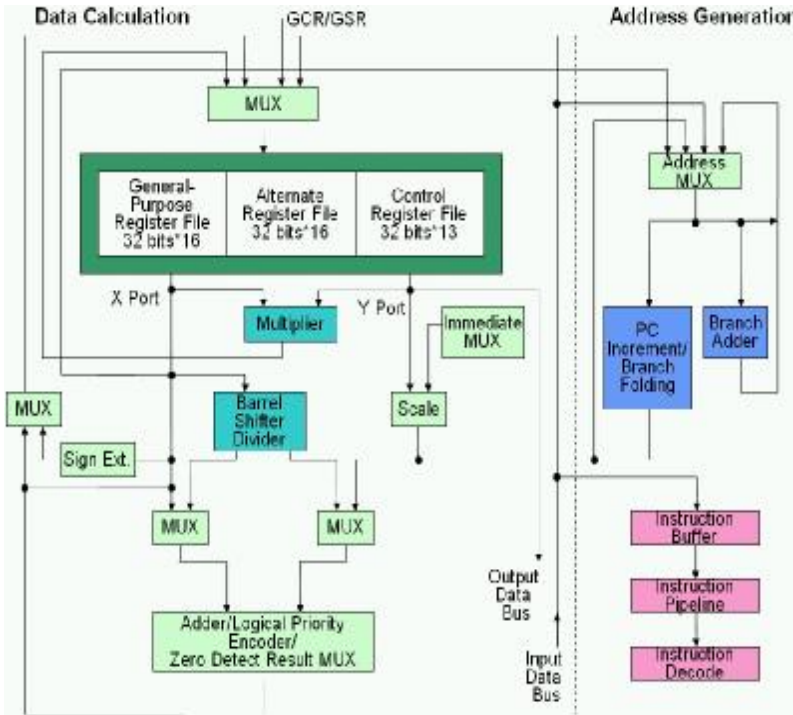 Data Calculation
GCR/GSR
Address Generation
MUX
Address
MUX
General-
Purpose
Register File
32 bits*16
Alternate
Register File
32 bits*16
Control
Register File
32 bits*13
X Port
Multiplier
Y Port
Immediate
MUX
PC
Increment/
Branch
Folding
Branch
Adder
MUX
Barrel
Shifter
Divider
Scale
Sign Ext.
MUX
MUX
Instruction
Buffer
Output
Data
Bus
Instruction
Pipeline
Adder/Logical Priority
Encoder/
Zero Detect Result MUX
Input
Data
Bus
Instruction
Decode